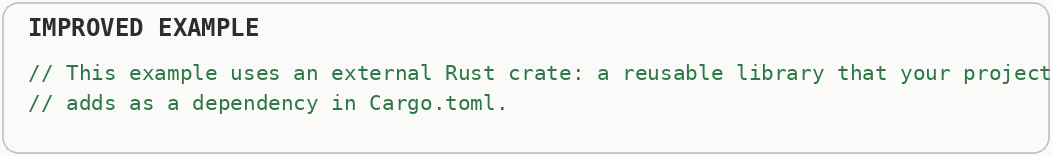 IMPROVED EXAMPLE
// This example uses an external Rust crate: a reusable library that your project
// adds as a dependency in Cargo.toml.